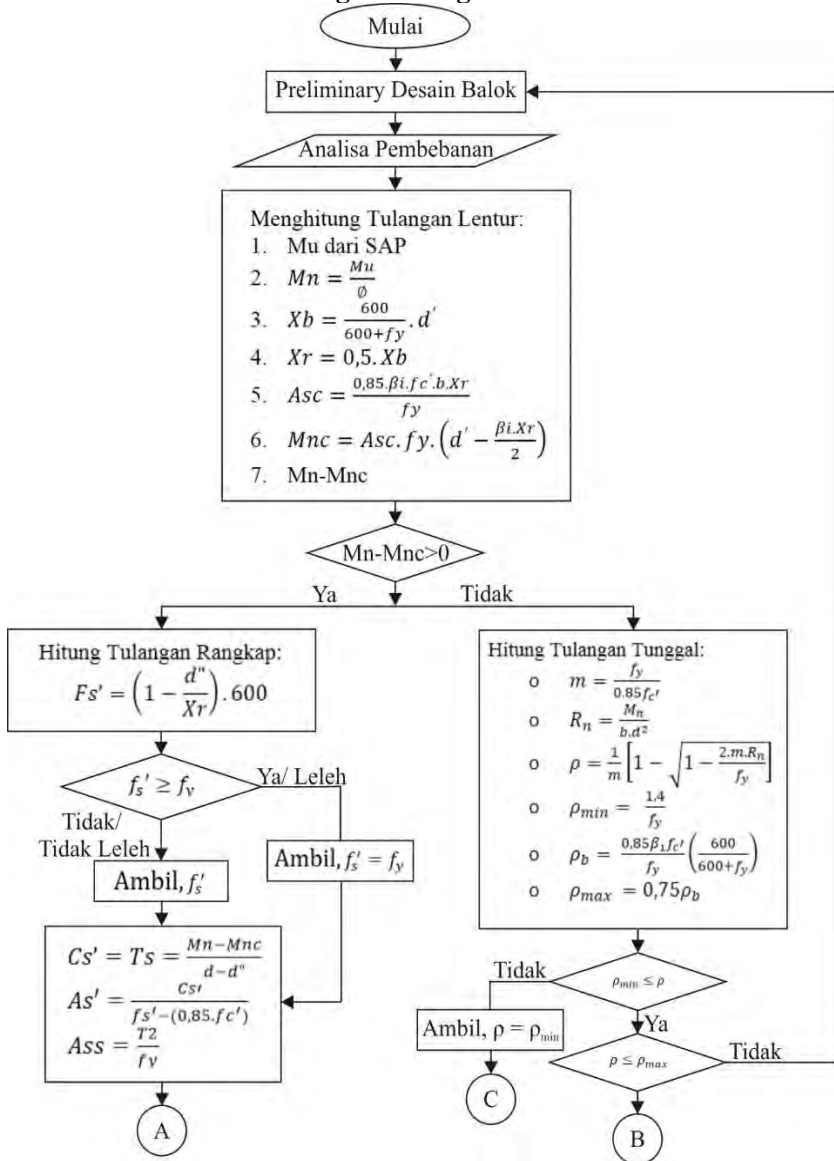 Mulai
Preliminary Desain Balok
Analisa Pembebanan
Menghitung Tulangan Lentur:
1. Mu dari SAP
2. Mn = Mu/∅
3. Xb = 600/(600+fy) . d'
4. Xr = 0,5. Xb
5. Asc = 0,85.βi.fc'.b.Xr/fy
6. Mnc = Asc. fy. (d' − βi.Xr/2)
7. Mn-Mnc
Mn-Mnc>0
Ya
Tidak
Hitung Tulangan Rangkap:
Fs' = (1 − d"/Xr) . 600
fs' ≥ fy
Ya/ Leleh
Tidak/
Tidak Leleh
Ambil, fs' = fy
Ambil, fs'
Cs' = Ts = (Mn−Mnc)/(d−d")
As' = Cs'/(fs'−(0,85.fc'))
Ass = T2/fy
A
Hitung Tulangan Tunggal:
o m = fy/(0.85fc')
o Rn = Mn/(b.d²)
o ρ = 1/m [1 − √(1 − 2.m.Rn/fy)]
o ρmin = 1,4/fy
o ρb = 0,85β1fc'/fy (600/(600+fy))
o ρmax = 0,75ρb
ρmin ≤ ρ
Tidak
Ambil, ρ = ρmin
C
Ya
ρ ≤ ρmax
Tidak
B